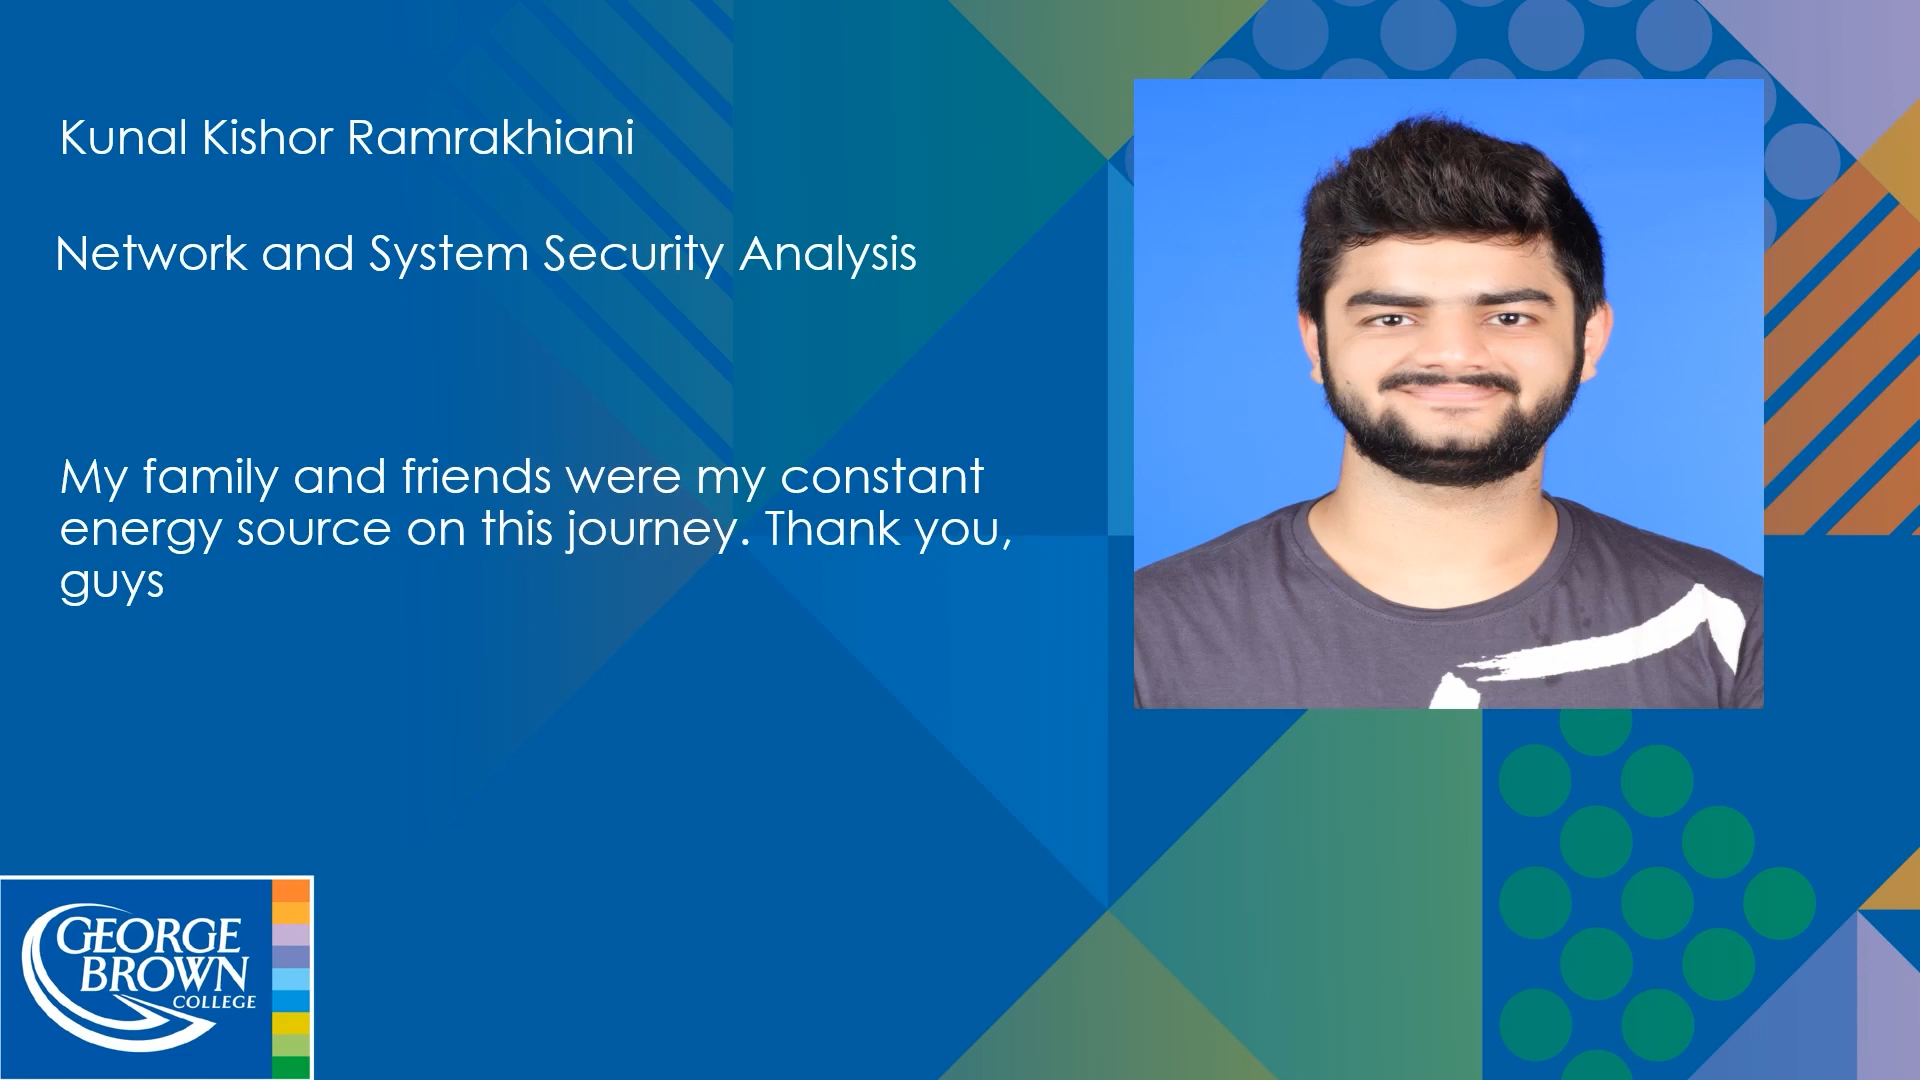 Kunal Kishor Ramrakhiani
Network and System Security Analysis
My family and friends were my constant
energy source on this journey. Thank you,
guys
GEORGE
BROWN
COLLEGE